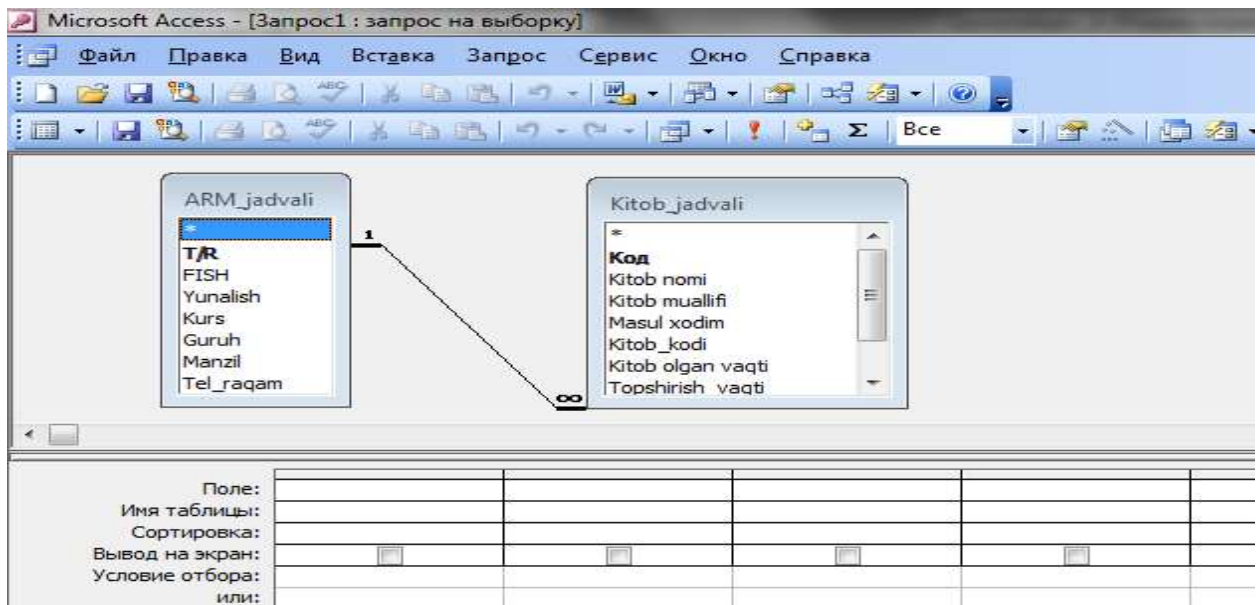 Microsoft Access - [Запрос1 : запрос на выборку]
Файл Правка Вид Вставка Запрос Сервис Окно Справка
Все
ARM_jadvali
*
T/R
FISH
Yunalish
Kurs
Guruh
Manzil
Tel_raqam
1
∞
Kitob_jadvali
*
Код
Kitob nomi
Kitob muallifi
Masul xodim
Kitob_kodi
Kitob olgan vaqti
Topshirish_vaqti
Поле:
Имя таблицы:
Сортировка:
Вывод на экран:
Условие отбора:
или: